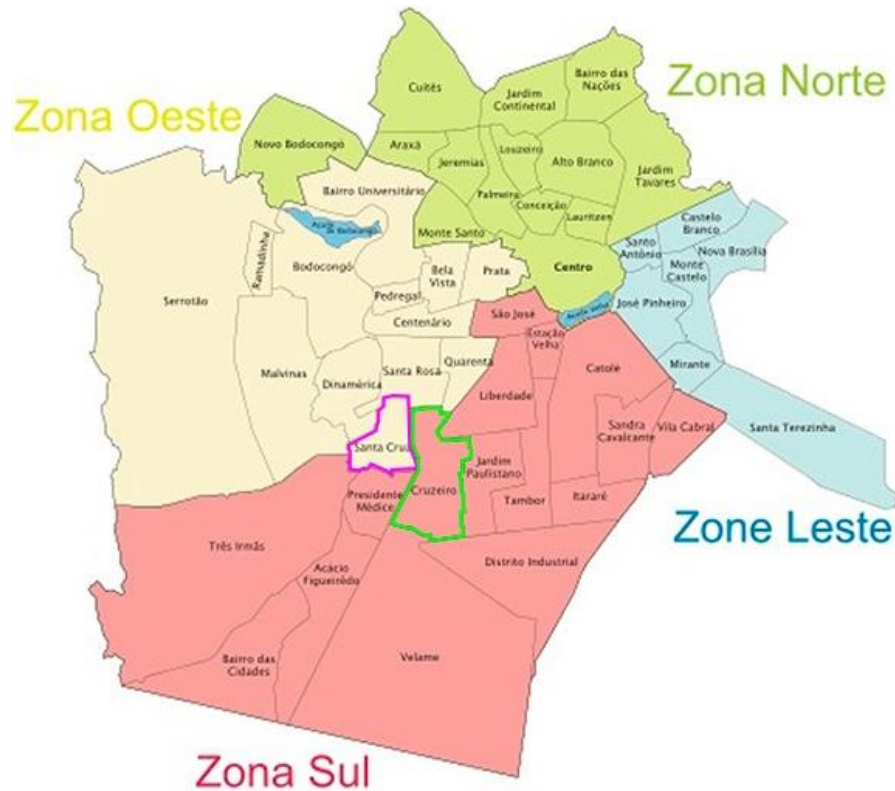 Zona Oeste
Zona Norte
Cuités
Jardim
Continental
Bairro das
Nações
Novo Bodocongó
Araxá
Jeremias
Louzeiro
Alto Branco
Jardim
Tavares
Bairro Universitário
Palmeira
Conceição
Lauritzen
Castelo
Branco
Monte Santo
Santo
Antônio
Nova Brasília
Ramadinha
Bodocongó
Bela
Vista
Prata
Centro
Monte
Castelo
Serrotão
Pedregal
José Pinheiro
Centenário
São José
Açude Velho
Estação
Velha
Malvinas
Dinamérica
Santa Rosa
Quarenta
Catolé
Mirante
Liberdade
Santa Cru
Sandra
Cavalcante
Vila Cabral
Santa Terezinha
Jardim
Paulistano
Presidente
Médice
Cruzeiro
Tambor
Itararé
Zone Leste
Três Irmãs
Acácio
Figueirêdo
Distrito Industrial
Bairro das
Cidades
Velame
Zona Sul